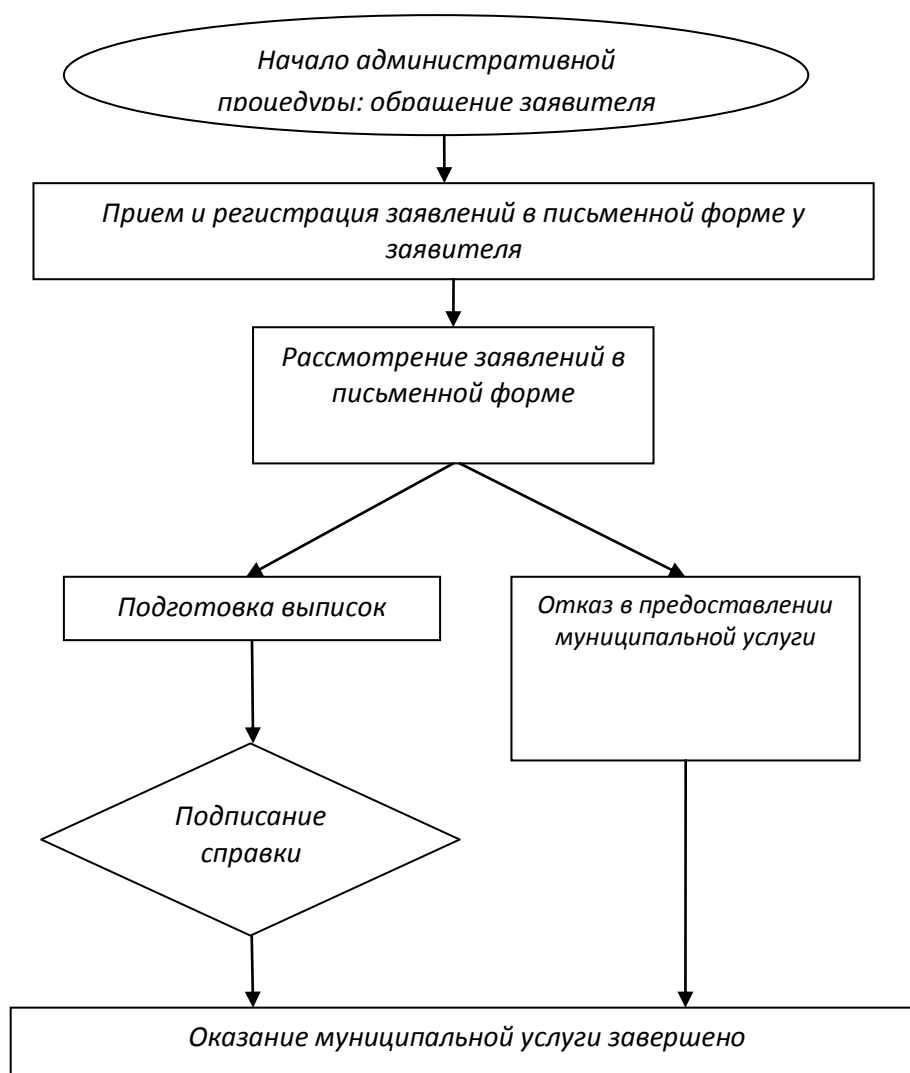 Начало административной
процедуры: обращение заявителя
Прием и регистрация заявлений в письменной форме у
заявителя
Рассмотрение заявлений в
письменной форме
Подготовка выписок
Отказ в предоставлении
муниципальной услуги
Подписание
справки
Оказание муниципальной услуги завершено